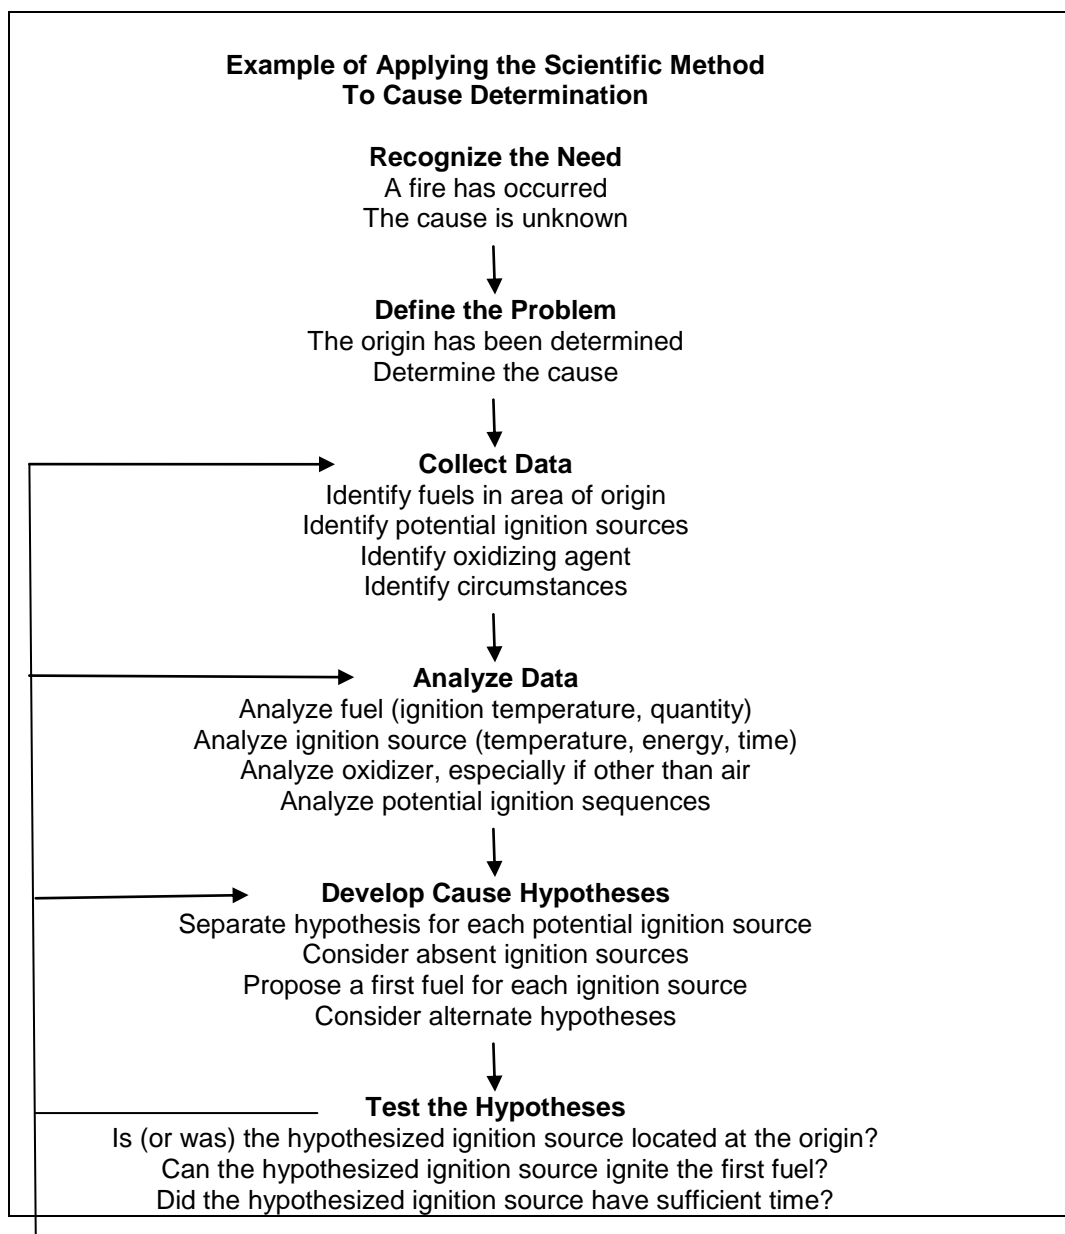 Example of Applying the Scientific Method
To Cause Determination
Recognize the Need
A fire has occurred
The cause is unknown
Define the Problem
The origin has been determined
Determine the cause
Collect Data
Identify fuels in area of origin
Identify potential ignition sources
Identify oxidizing agent
Identify circumstances
Analyze Data
Analyze fuel (ignition temperature, quantity)
Analyze ignition source (temperature, energy, time)
Analyze oxidizer, especially if other than air
Analyze potential ignition sequences
Develop Cause Hypotheses
Separate hypothesis for each potential ignition source
Consider absent ignition sources
Propose a first fuel for each ignition source
Consider alternate hypotheses
Test the Hypotheses
Is (or was) the hypothesized ignition source located at the origin?
Can the hypothesized ignition source ignite the first fuel?
Did the hypothesized ignition source have sufficient time?